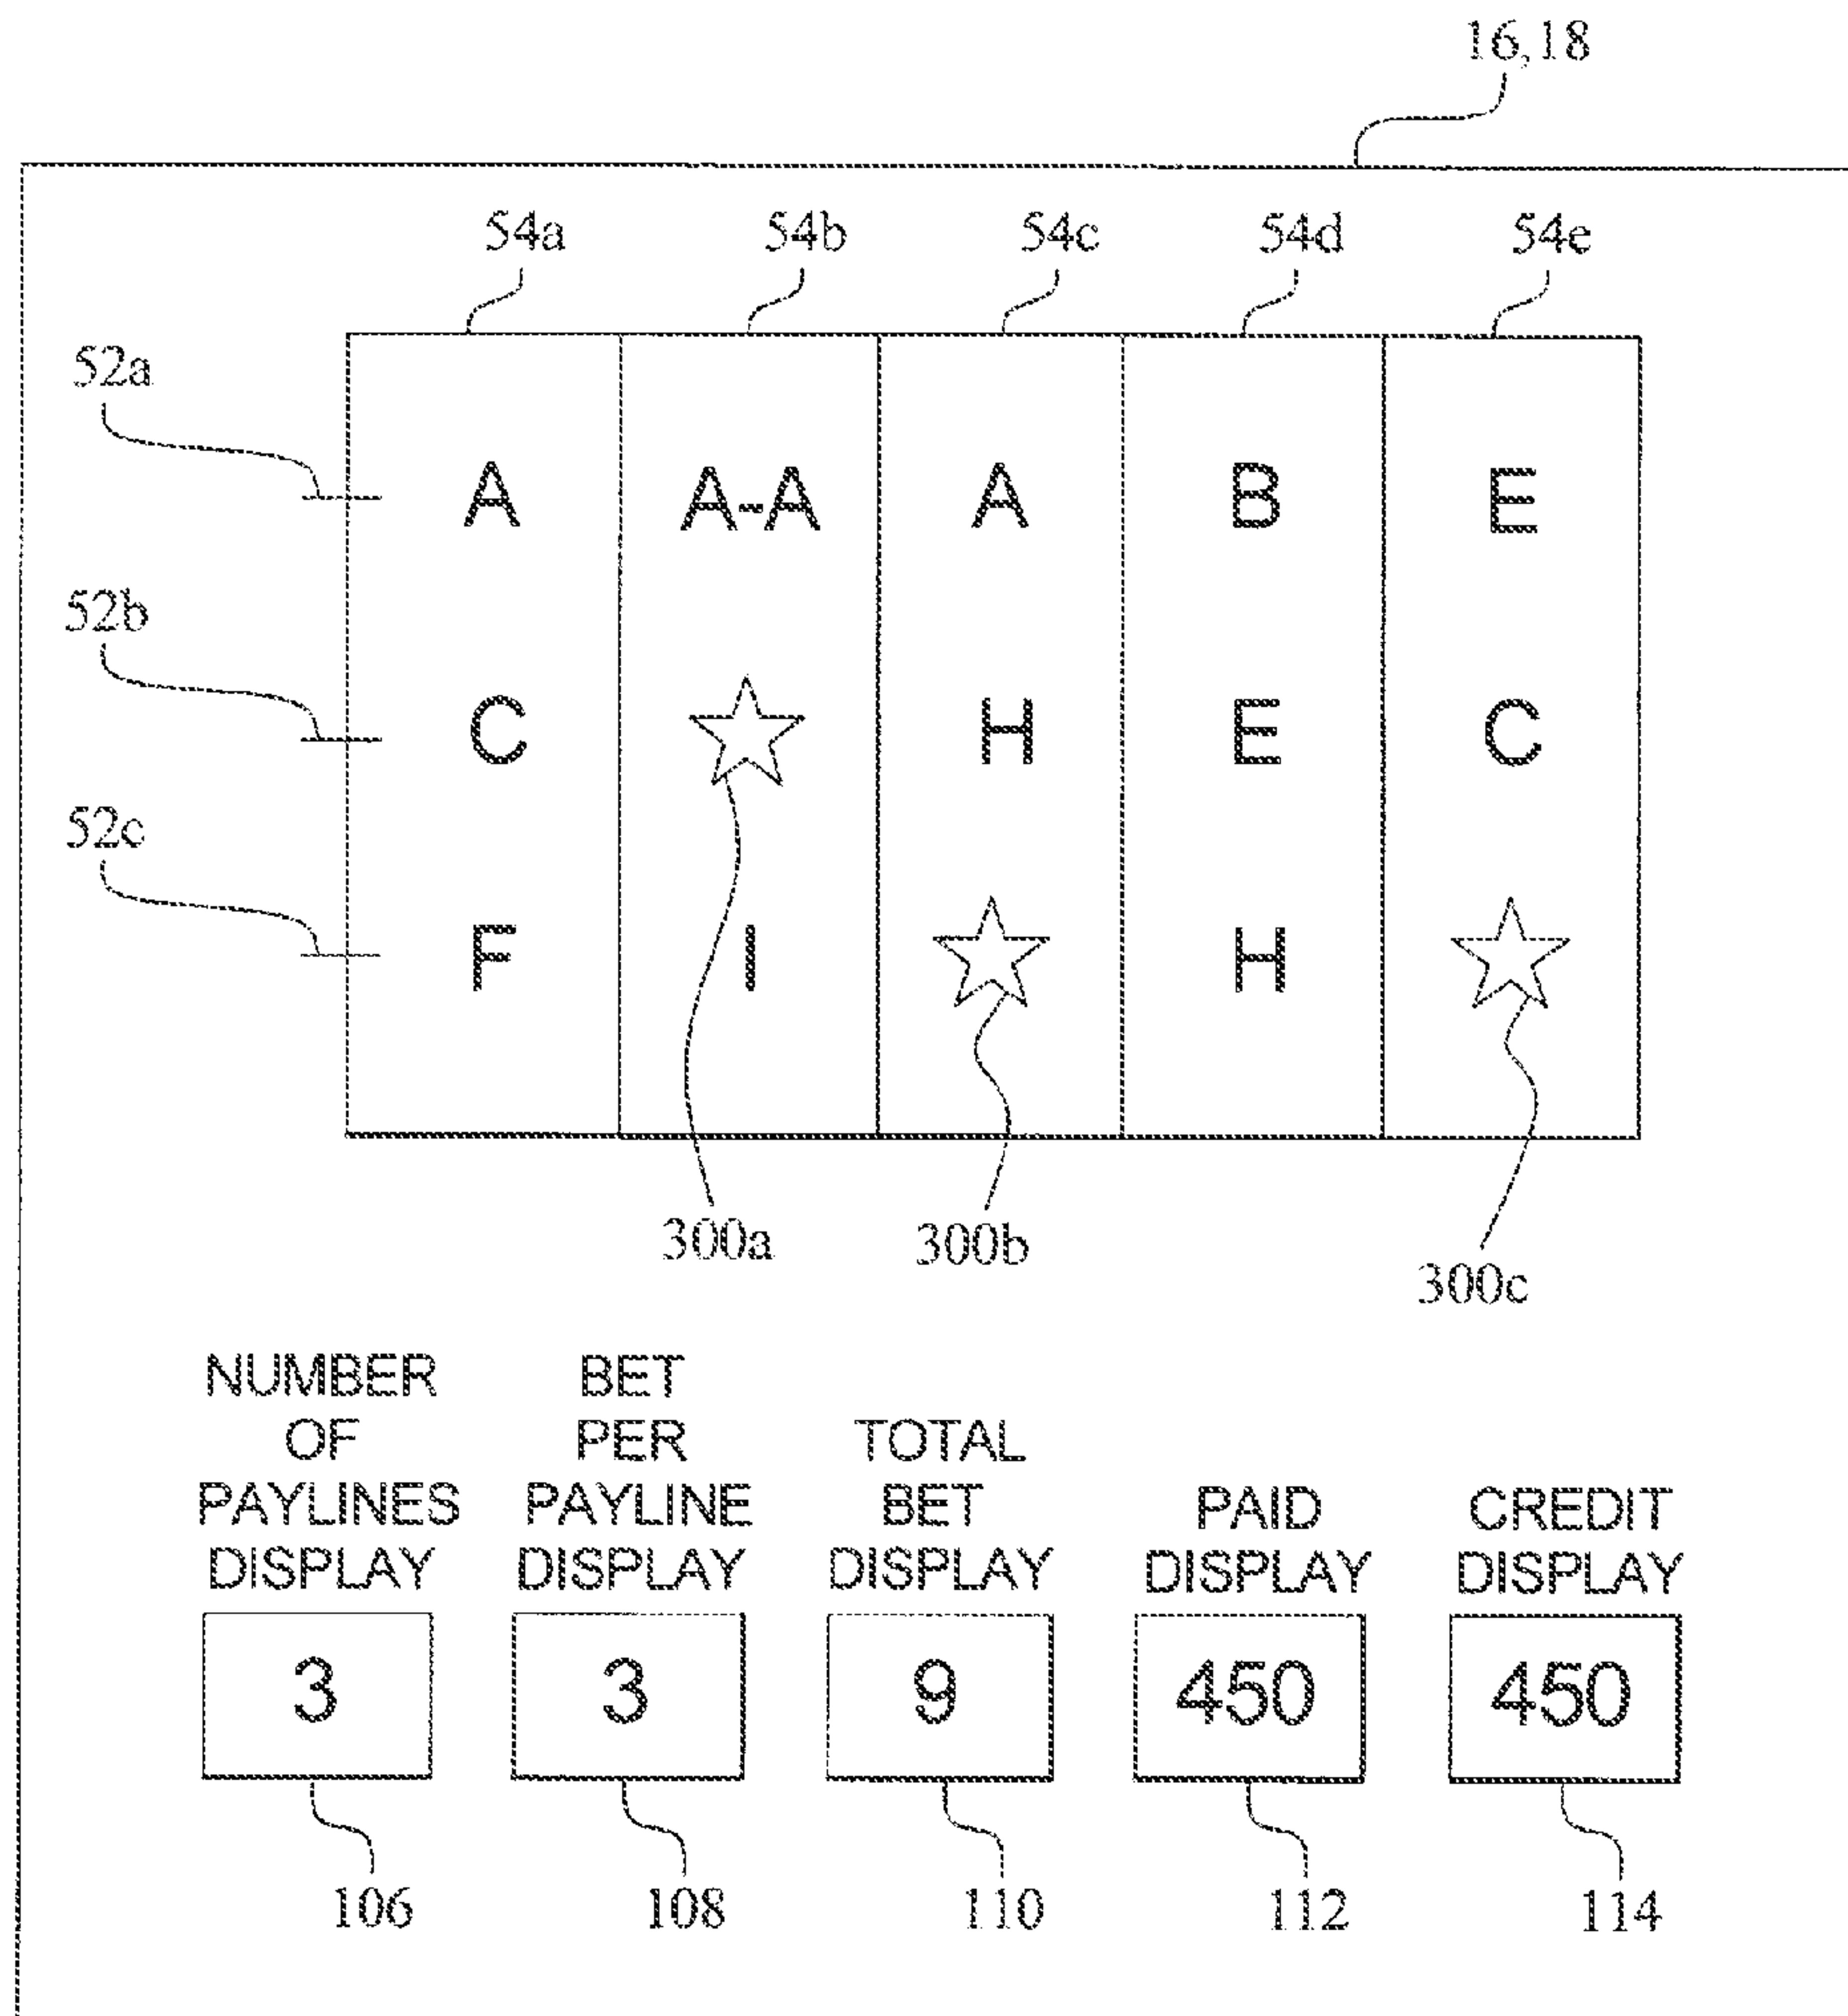 16,18
54a 54b 54c 54d 54e
52a
A A-A A B E
52b
C H E C
52c
F I H
300a 300b 300c
NUMBER OF PAYLINES DISPLAY
BET PER PAYLINE DISPLAY
TOTAL BET DISPLAY
PAID DISPLAY
CREDIT DISPLAY
3 3 9 450 450
106 108 110 112 114